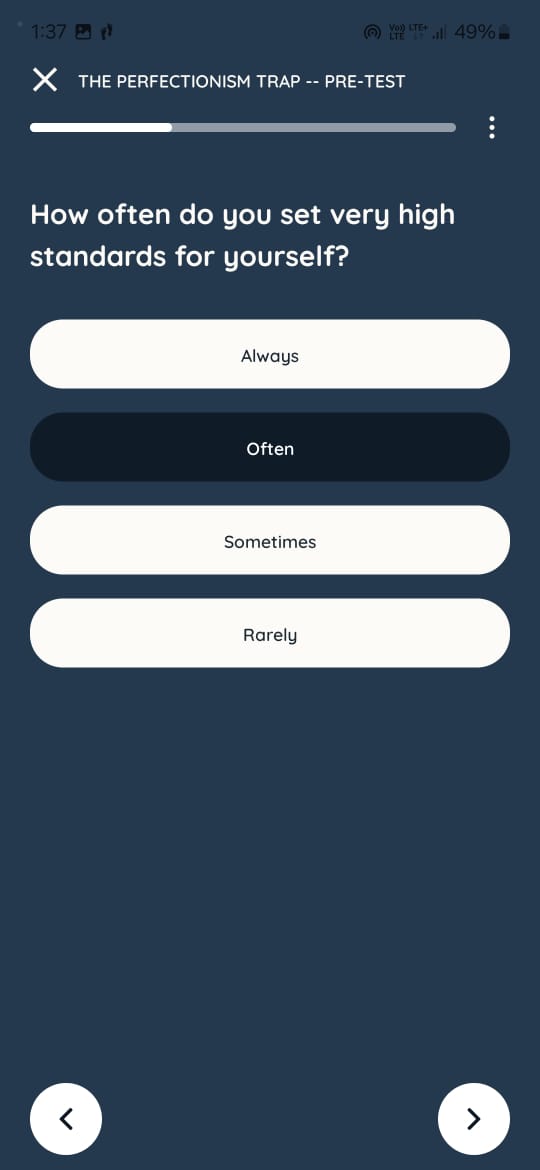 1:37 Vo)) LTE LTE+ 49%
THE PERFECTIONISM TRAP -- PRE-TEST
How often do you set very high
standards for yourself?
Always
Often
Sometimes
Rarely